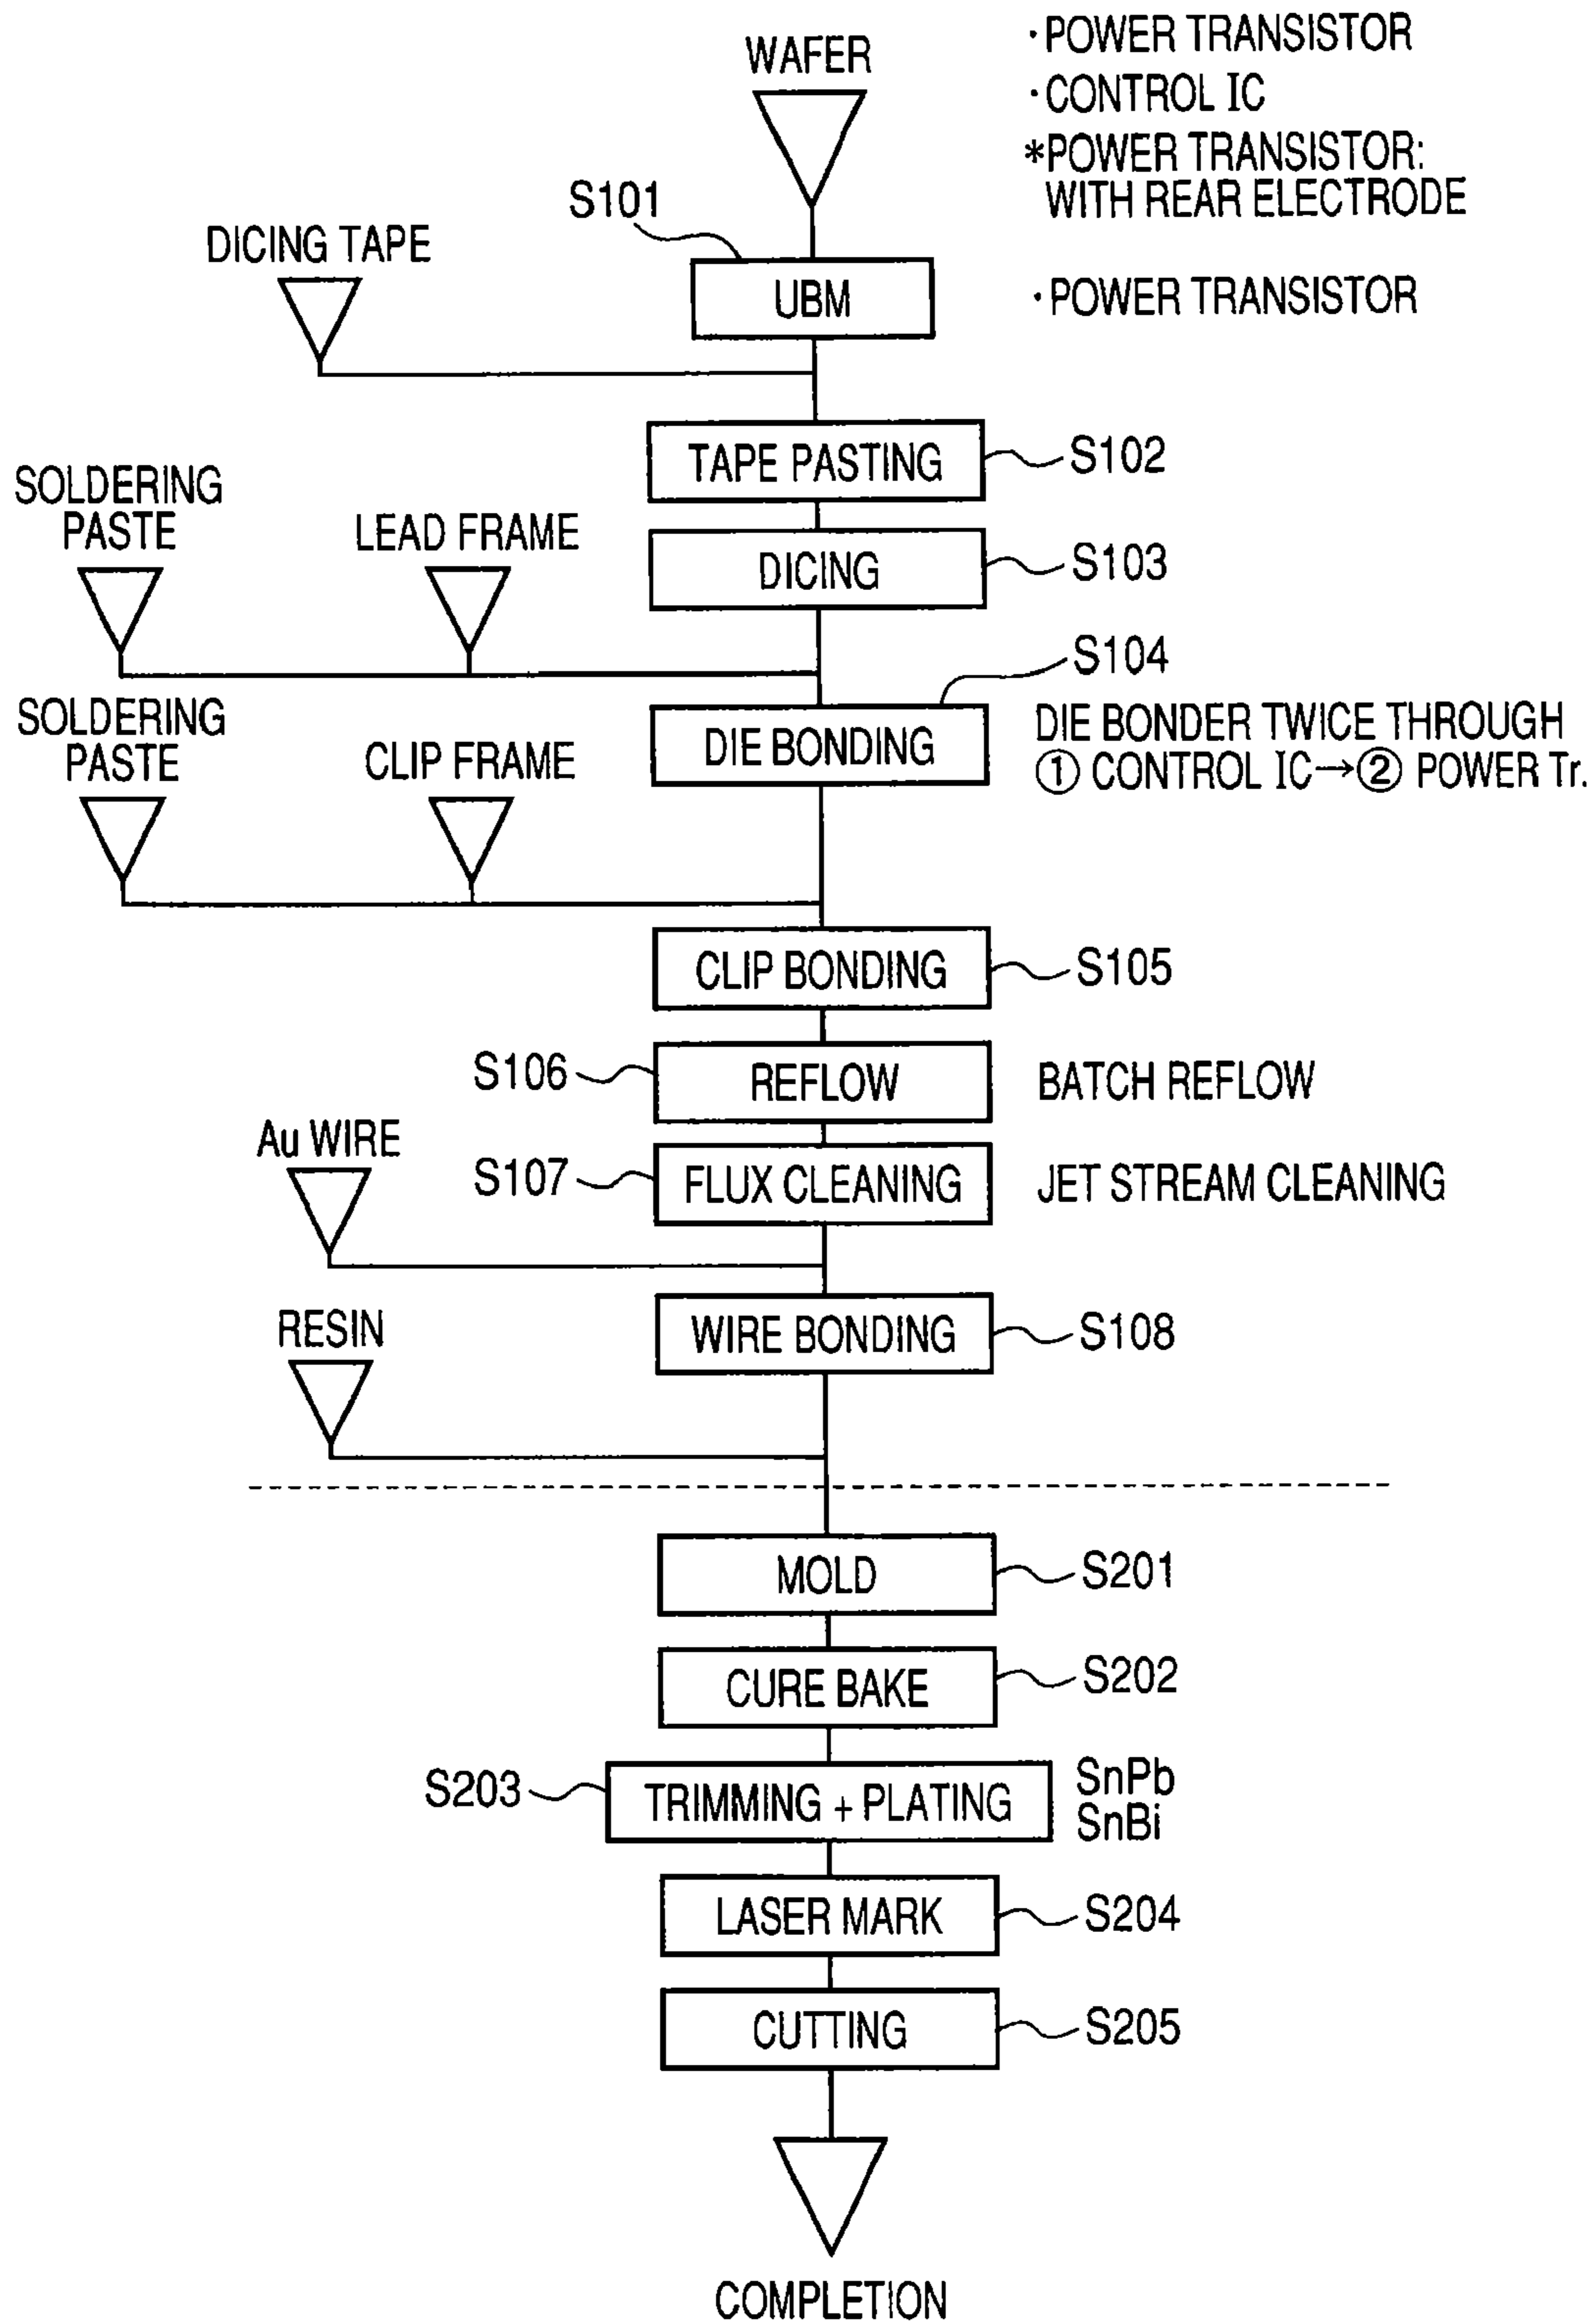 WAFER
·POWER TRANSISTOR
·CONTROL IC
*POWER TRANSISTOR:
WITH REAR ELECTRODE
S101
DICING TAPE
UBM
·POWER TRANSISTOR
TAPE PASTING
S102
SOLDERING
PASTE
LEAD FRAME
DICING
S103
S104
SOLDERING
PASTE
CLIP FRAME
DIE BONDING
DIE BONDER TWICE THROUGH
① CONTROL IC→② POWER Tr.
CLIP BONDING
S105
S106
REFLOW
BATCH REFLOW
Au WIRE
S107
FLUX CLEANING
JET STREAM CLEANING
RESIN
WIRE BONDING
S108
MOLD
S201
CURE BAKE
S202
S203
TRIMMING + PLATING
SnPb
SnBi
LASER MARK
S204
CUTTING
S205
COMPLETION